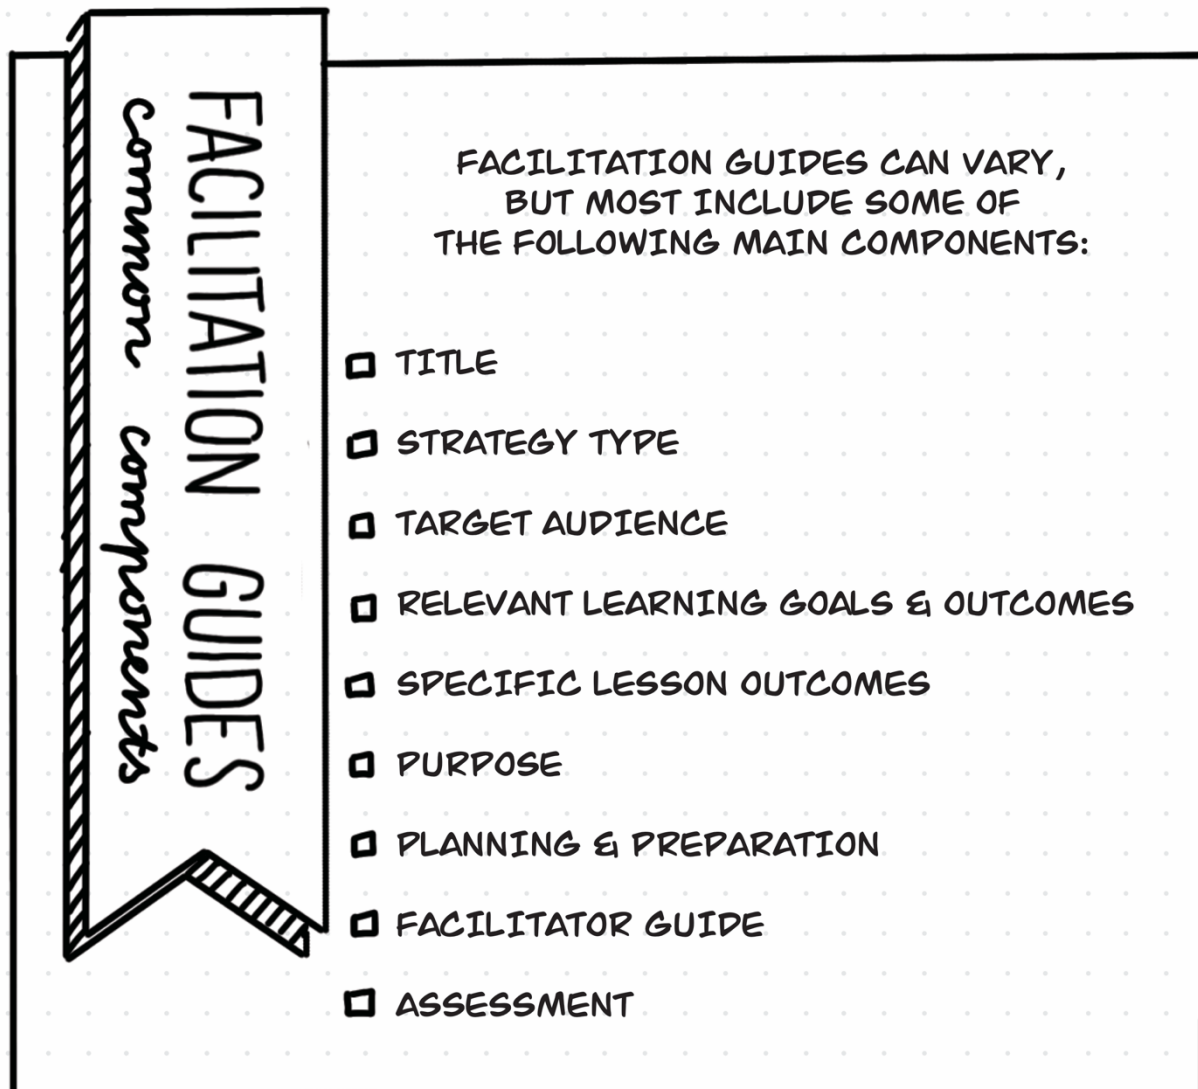 FACILITATION GUIDES
common components
FACILITATION GUIDES CAN VARY,
BUT MOST INCLUDE SOME OF
THE FOLLOWING MAIN COMPONENTS:
TITLE
STRATEGY TYPE
TARGET AUDIENCE
RELEVANT LEARNING GOALS & OUTCOMES
SPECIFIC LESSON OUTCOMES
PURPOSE
PLANNING & PREPARATION
FACILITATOR GUIDE
ASSESSMENT